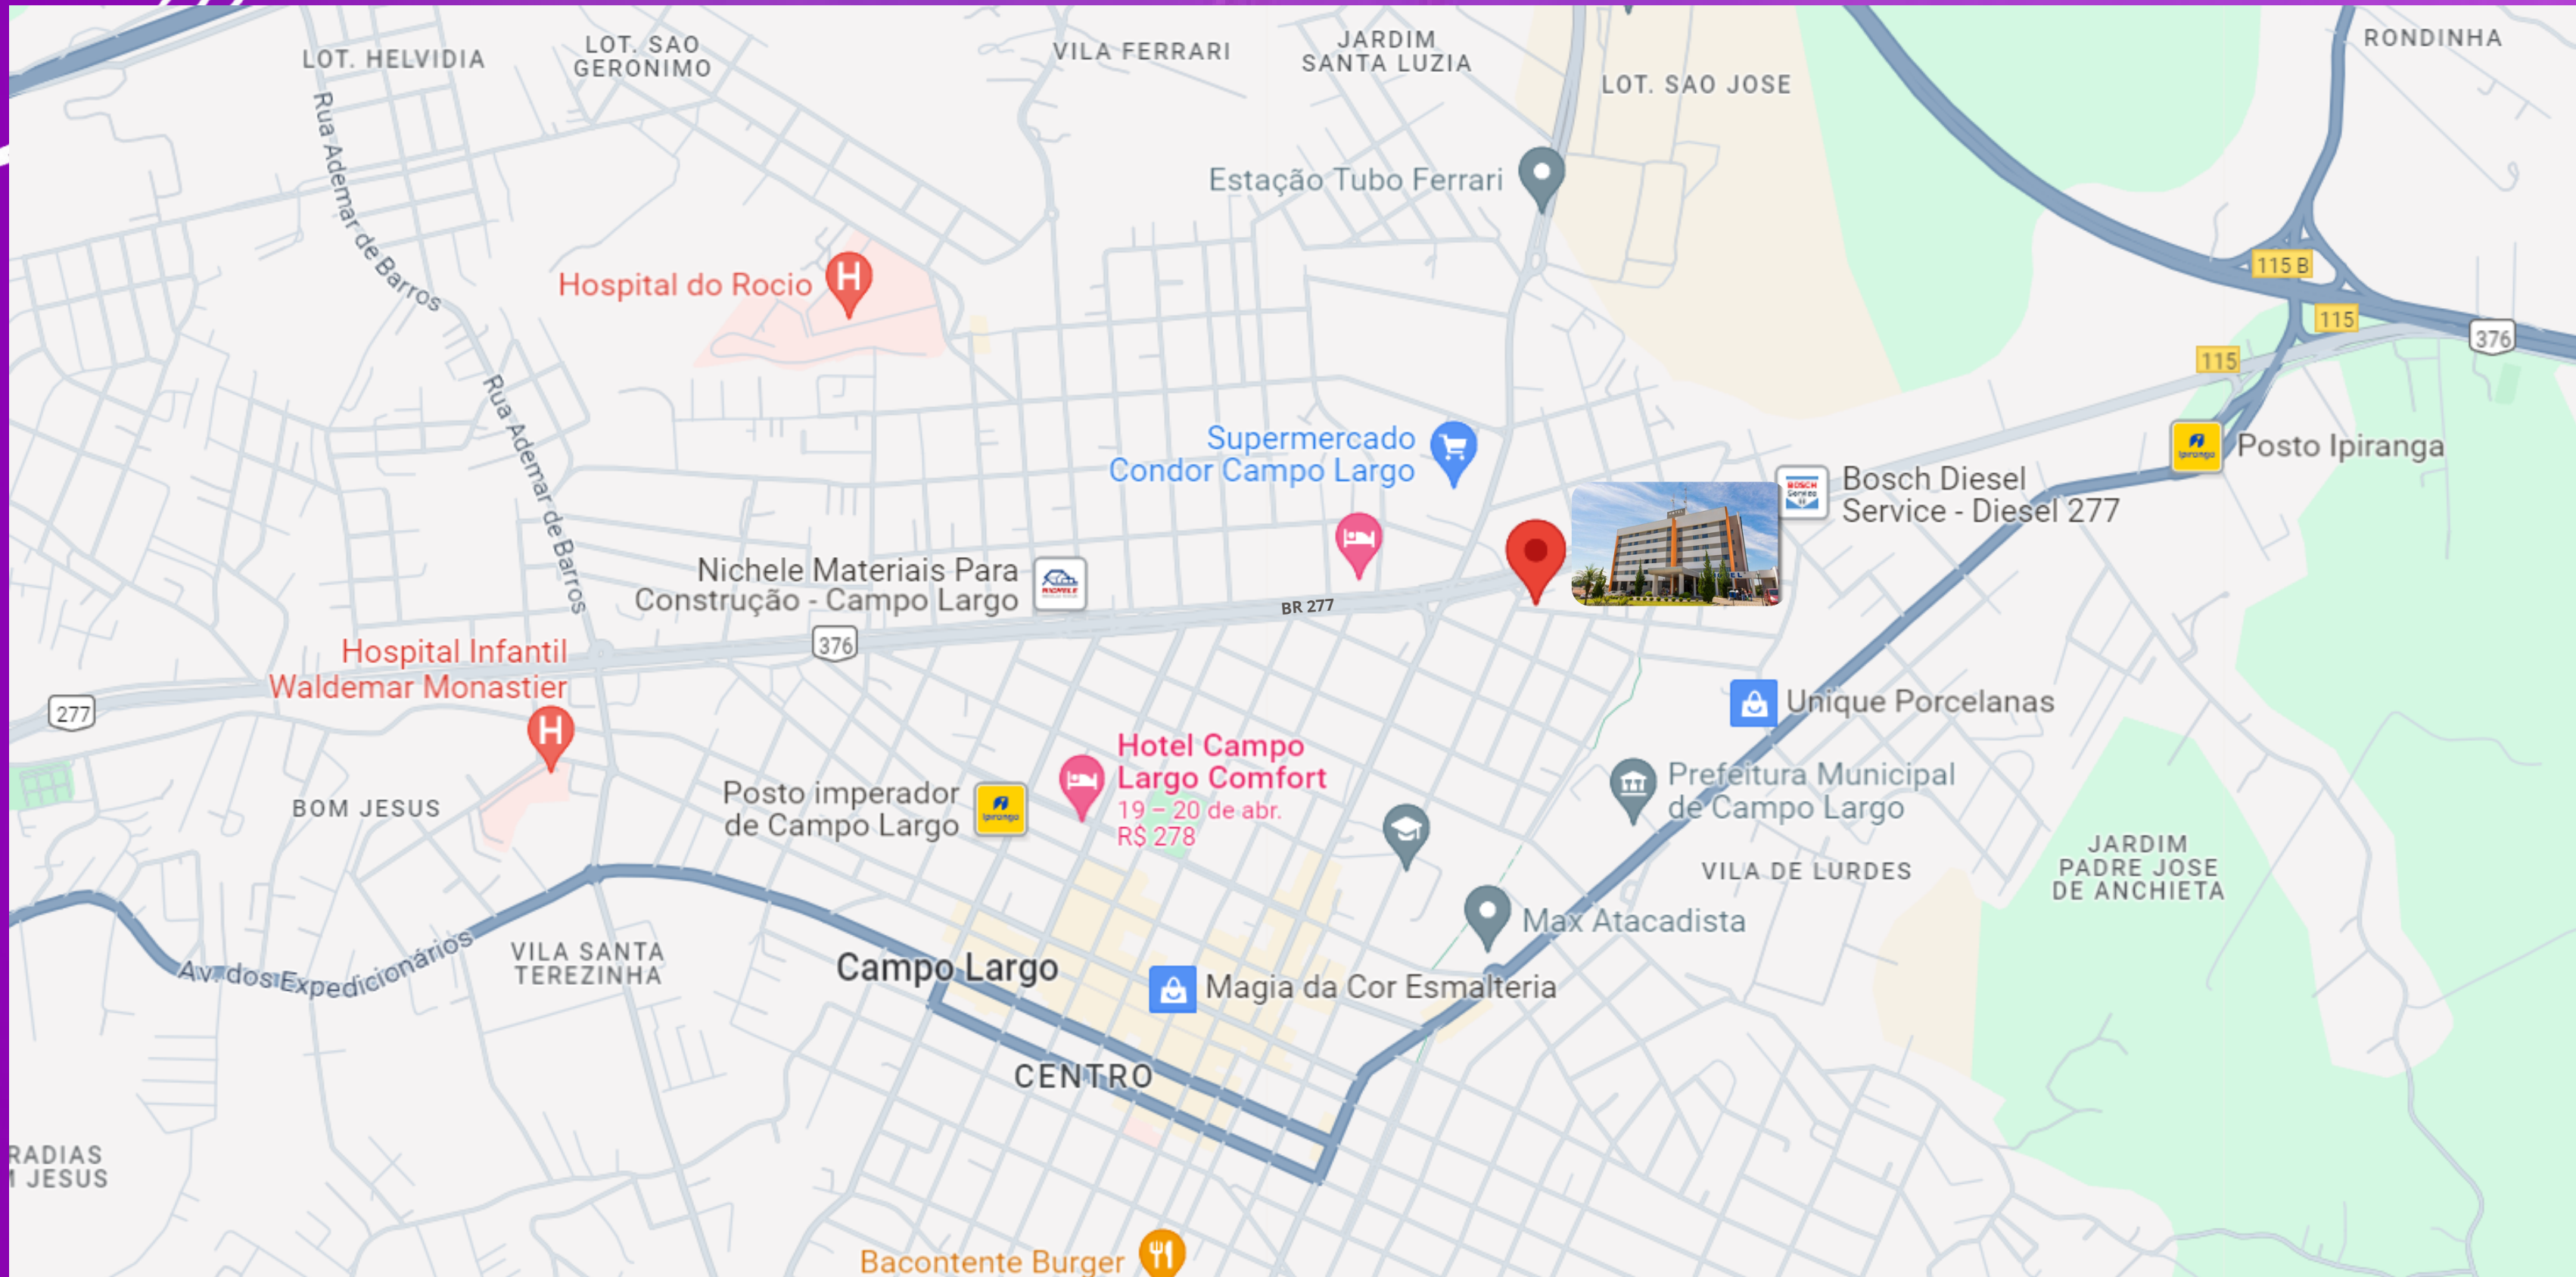 LOT. HELVIDIA
LOT. SAO
GERONIMO
VILA FERRARI
JARDIM
SANTA LUZIA
LOT. SAO JOSE
RONDINHA
Rua Ademar de Barros
Estação Tubo Ferrari
Hospital do Rocio
H
115 B
115
376
115
Rua Ademar de Barros
Supermercado
Condor Campo Largo
Ipiranga
Posto Ipiranga
BOSCH
Service
Bosch Diesel
Service - Diesel 277
Nichele Materiais Para
Construção - Campo Largo
NICHELE
BR 277
376
Hospital Infantil
Waldemar Monastier
H
277
Unique Porcelanas
Hotel Campo
Largo Comfort
19 – 20 de abr.
R$ 278
Prefeitura Municipal
de Campo Largo
Posto imperador
de Campo Largo
Ipiranga
BOM JESUS
JARDIM
PADRE JOSE
DE ANCHIETA
VILA DE LURDES
Max Atacadista
Av. dos Expedicionários
VILA SANTA
TEREZINHA
Campo Largo
Magia da Cor Esmalteria
CENTRO
RADIAS
M JESUS
Bacontente Burger